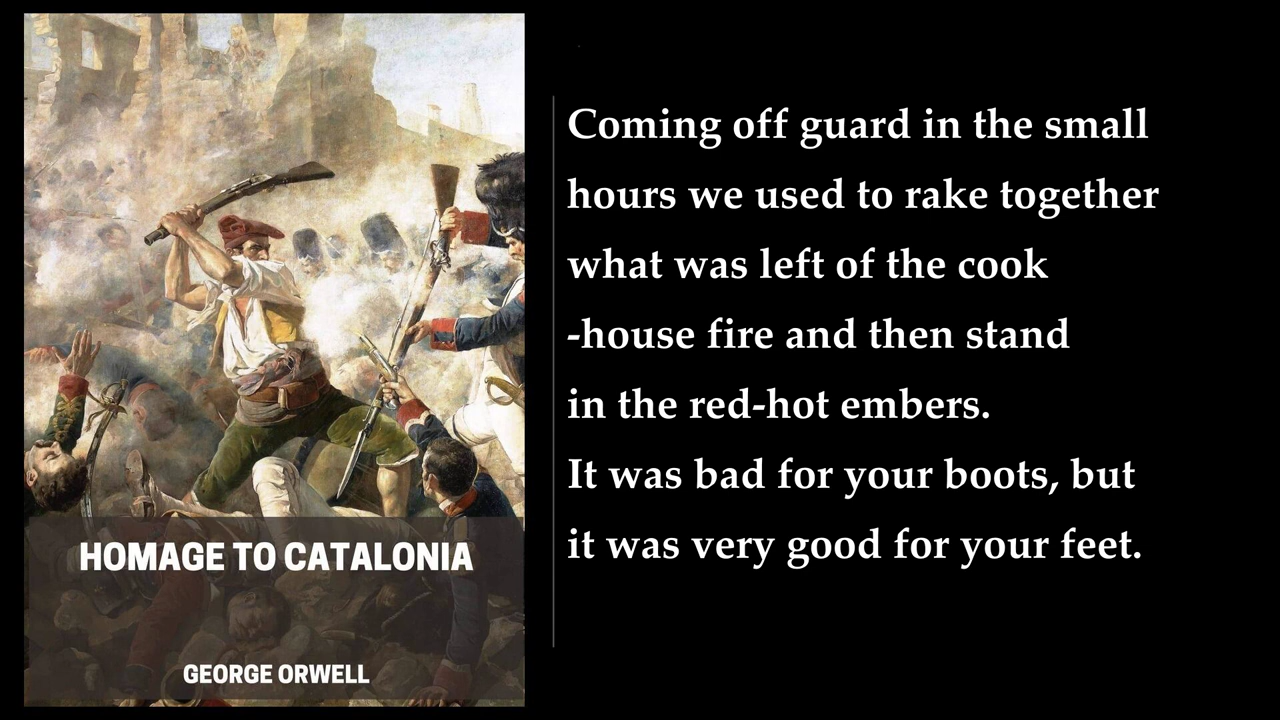 HOMAGE TO CATALONIA
GEORGE ORWELL
Coming off guard in the small
hours we used to rake together
what was left of the cook
-house fire and then stand
in the red-hot embers.
It was bad for your boots, but
it was very good for your feet.